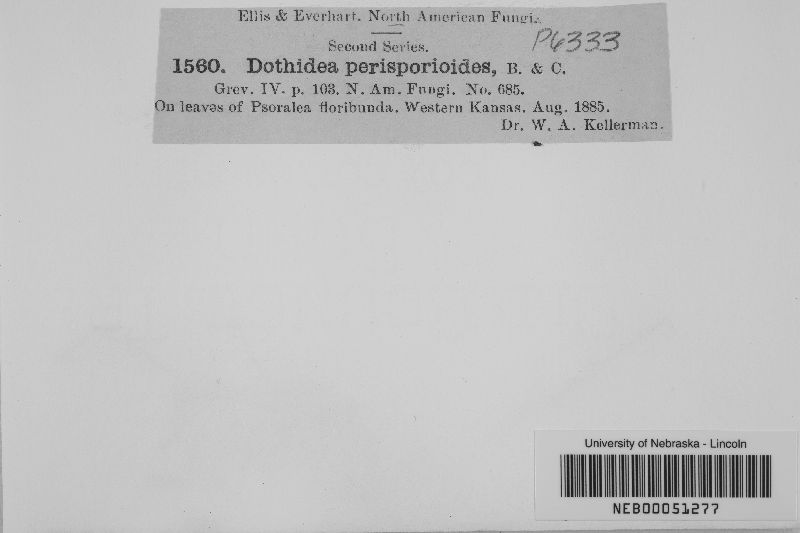 Ellis & Everhart. North American Fungi.
Second Series.
P6333
1560. Dothidea perisporioides, B. & C.
Grev. IV. p. 103. N. Am. Fungi. No. 685.
On leaves of Psoralea floribunda, Western Kansas, Aug. 1885.
Dr. W. A. Kellerman.
University of Nebraska - Lincoln
NEB00051277